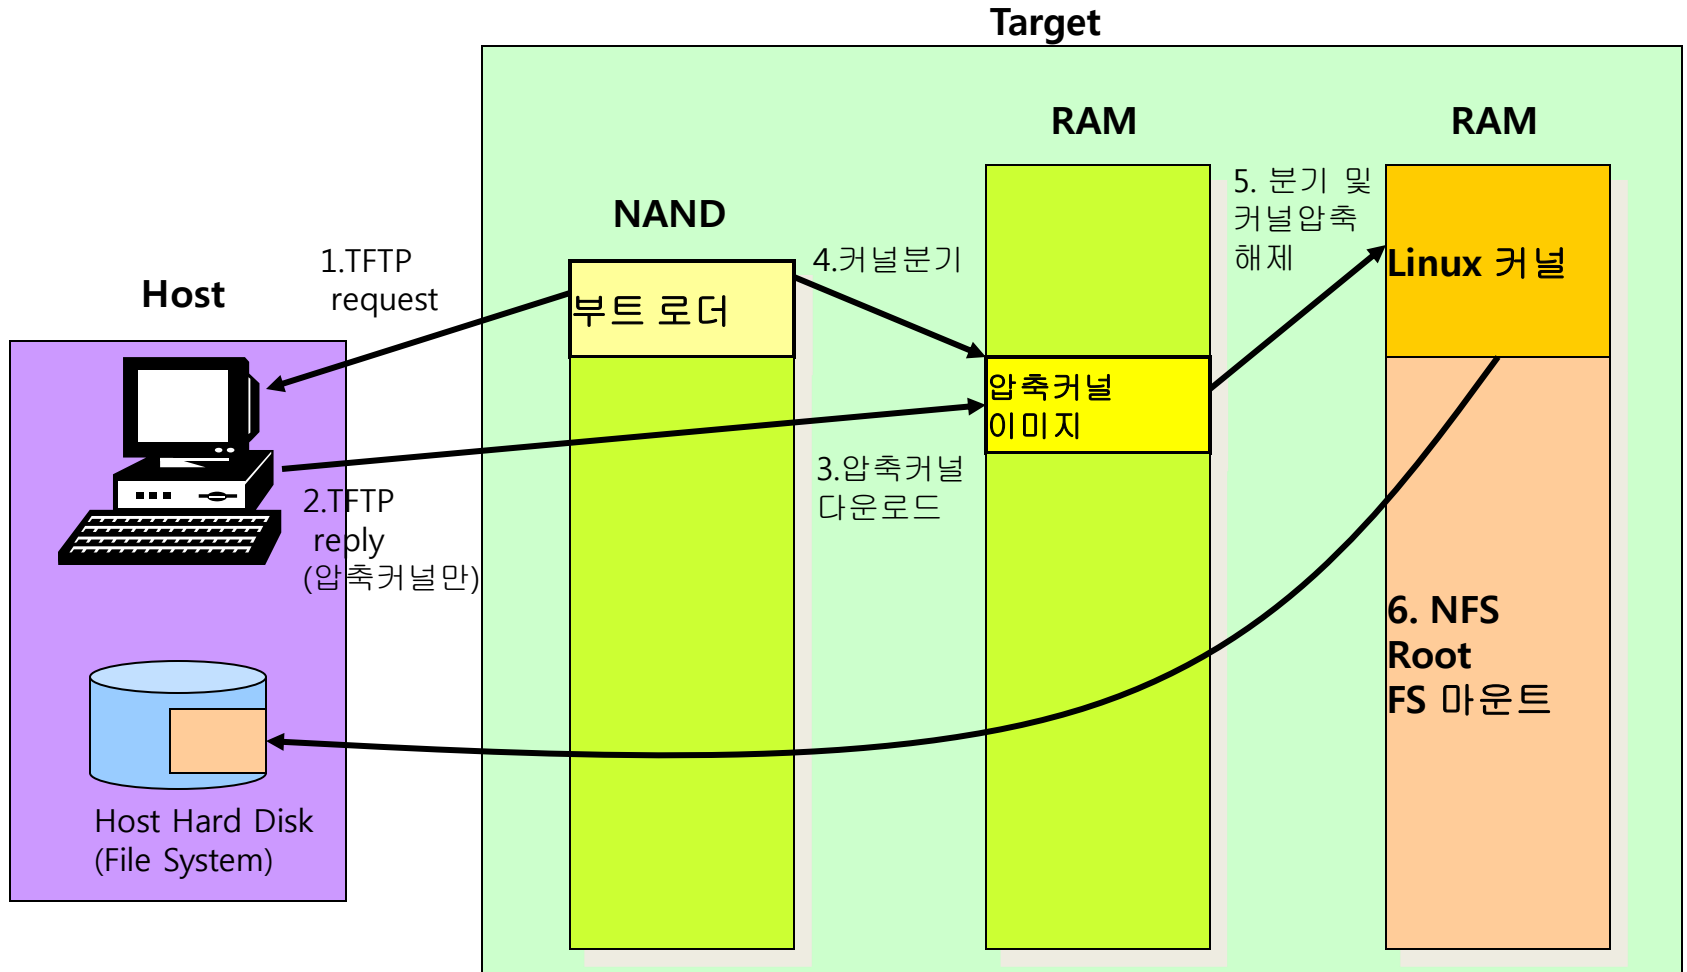 Target
RAM
RAM
NAND
Host
1.TFTP
request
부트 로더
4.커널분기
5. 분기 및
커널압축
해제
Linux 커널
압축커널
이미지
2.TFTP
reply
(압축커널만)
3.압축커널
다운로드
6. NFS
Root
FS 마운트
Host Hard Disk
(File System)